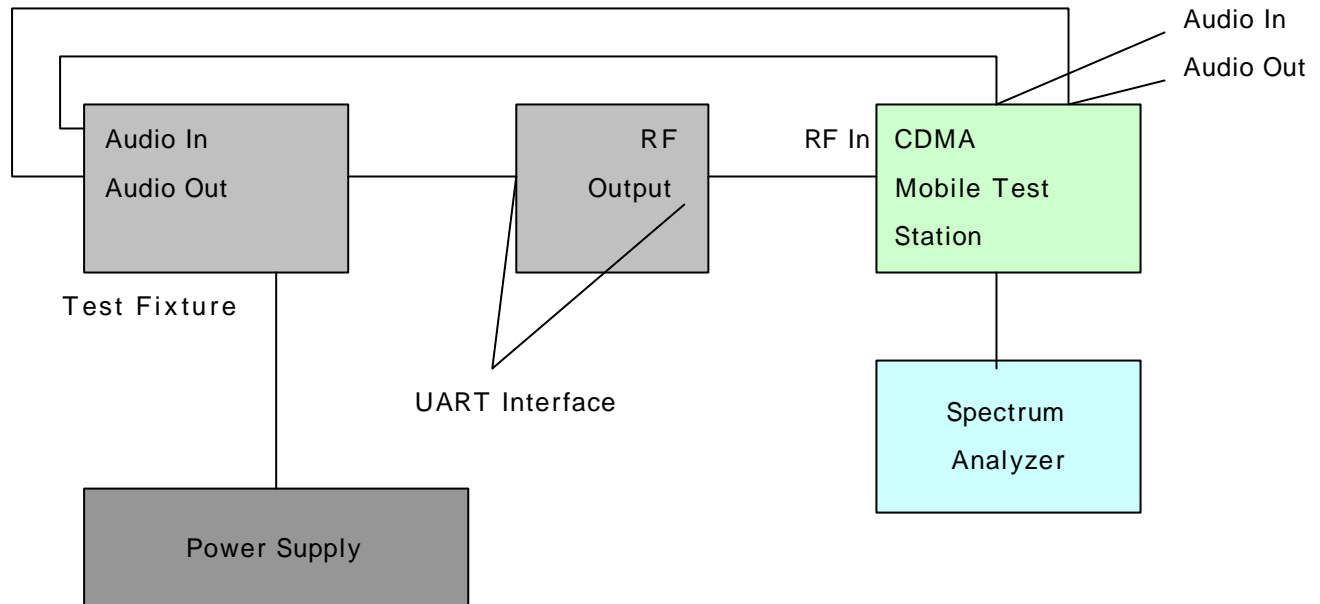 Audio In
Audio Out
Audio In
Audio Out
RF
Output
RF In
CDMA
Mobile Test
Station
Test Fixture
UART Interface
Spectrum
Analyzer
Power Supply